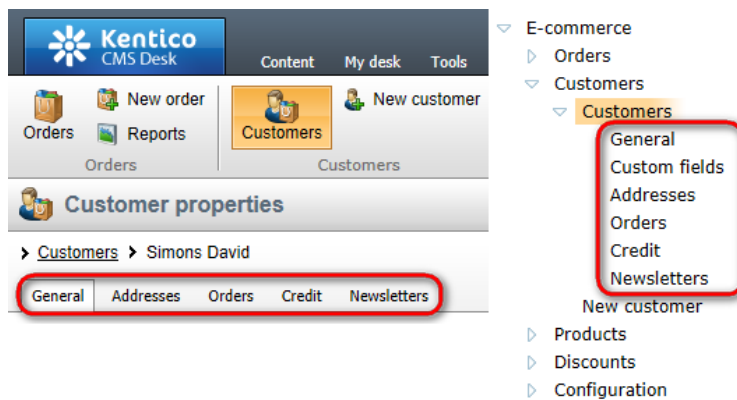 Kentico
CMS Desk
Content My desk Tools
Orders
New order
Reports
Orders
Customers
New customer
Customers
Customer properties
Customers Simons David
General Addresses Orders Credit Newsletters
E-commerce
Orders
Customers
Customers
General
Custom fields
Addresses
Orders
Credit
Newsletters
New customer
Products
Discounts
Configuration